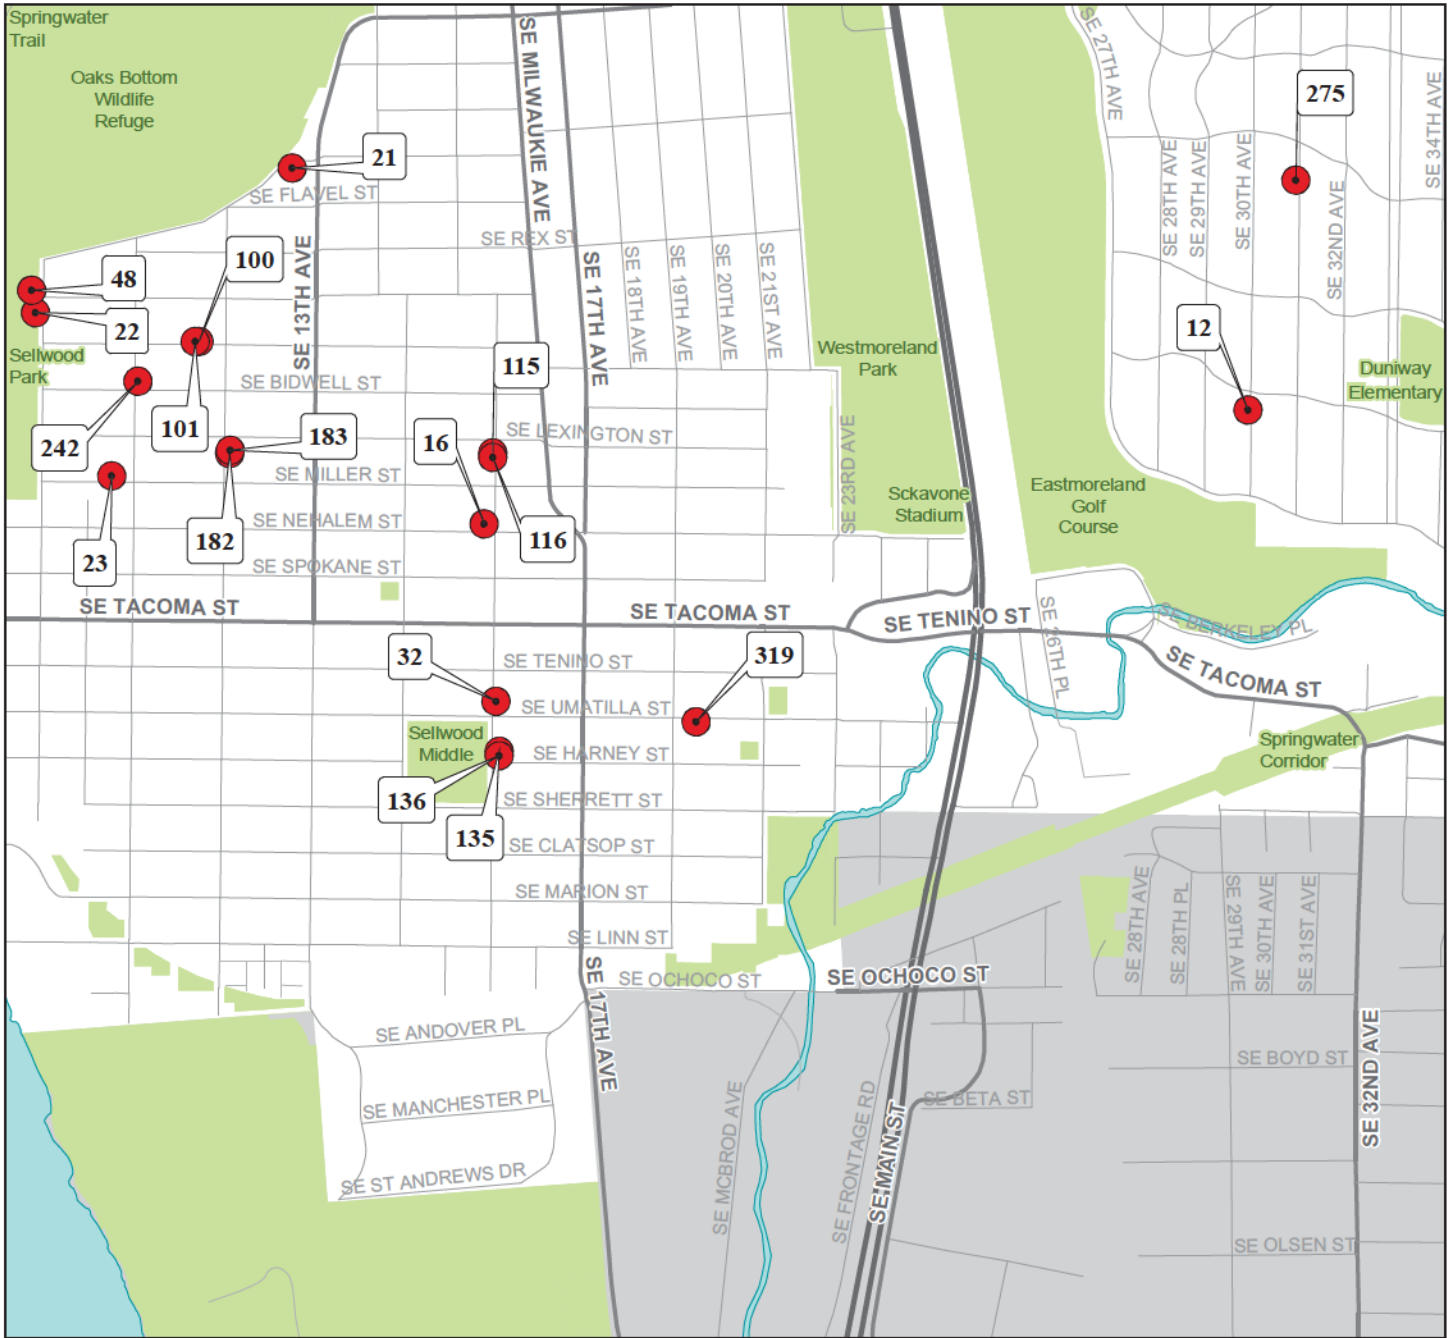 Springwater
Trail
Oaks Bottom
Wildlife
Refuge
SE MILWAUKIE AVE
SE 27TH AVE
275
SE 34TH AVE
21
SE FLAVEL ST
SE 28TH AVE
SE 29TH AVE
SE 30TH AVE
SE 32ND AVE
SE REX ST
100
48
22
SE 13TH AVE
SE 17TH AVE
SE 18TH AVE
SE 19TH AVE
SE 20TH AVE
SE 21ST AVE
12
Sellwood
Park
Westmoreland
Park
Duniway
Elementary
115
SE BIDWELL ST
242
101
183
16
SE LEXINGTON ST
SE 23RD AVE
SE MILLER ST
Sckavone
Stadium
Eastmoreland
Golf
Course
SE NEHALEM ST
182
116
23
SE SPOKANE ST
SE TACOMA ST
SE TACOMA ST
SE TENINO ST
SE 26TH PL
SE BERKELEY PL
SE TACOMA ST
32
SE TENINO ST
319
SE UMATILLA ST
Sellwood
Middle
SE HARNEY ST
Springwater
Corridor
136
SE SHERRETT ST
135
SE CLATSOP ST
SE MARION ST
SE 28TH AVE
SE 28TH PL
SE 29TH AVE
SE 30TH AVE
SE 31ST AVE
SE LINN ST
SE OCHOCO ST
SE OCHOCO ST
SE 17TH AVE
SE ANDOVER PL
SE 32ND AVE
SE BOYD ST
SE MANCHESTER PL
SE BETA ST
SE MCBROD AVE
SE FRONTAGE RD
SE MAIN ST
SE ST ANDREWS DR
SE OLSEN ST